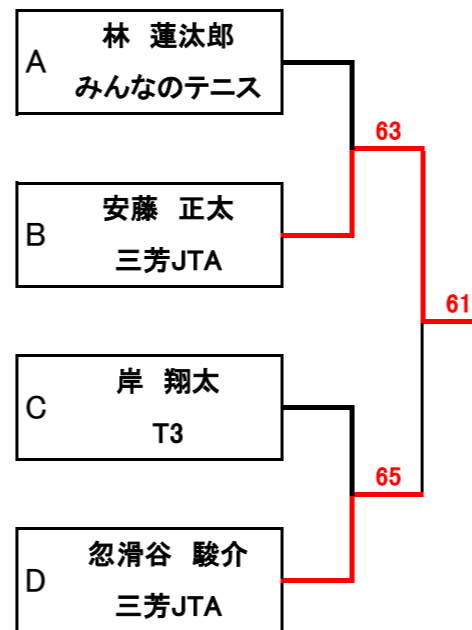 A
林 蓮汰郎
みんなのテニス
63
B
安藤 正太
三芳JTA
61
C
岸 翔太
T3
65
D
忽滑谷 駿介
三芳JTA